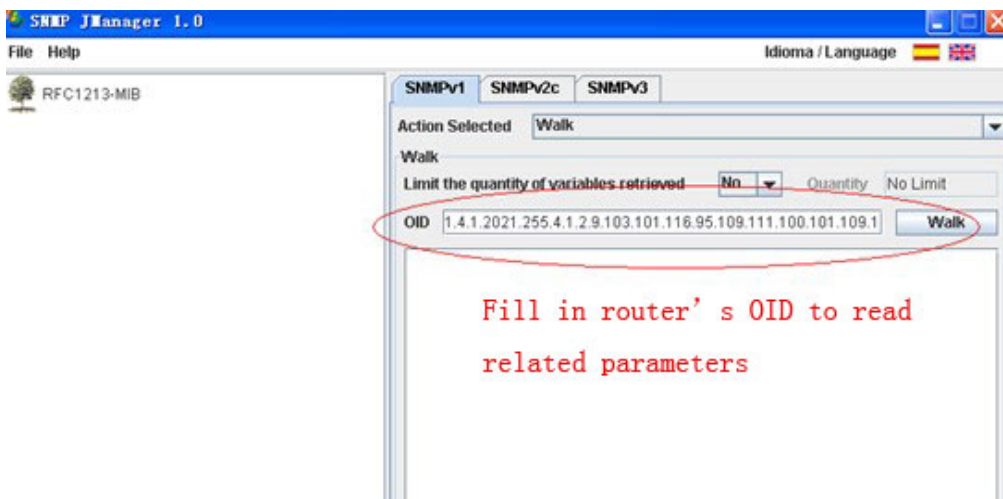 SNMP JManager 1.0
File Help
Idioma / Language
RFC1213-MIB
SNMPv1 SNMPv2c SNMPv3
Action Selected Walk
Walk
Limit the quantity of variables retrieved No Quantity No Limit
OID 1.4.1.2021.255.4.1.2.9.103.101.116.95.109.111.100.101.109.1 Walk
Fill in router’s OID to read
related parameters